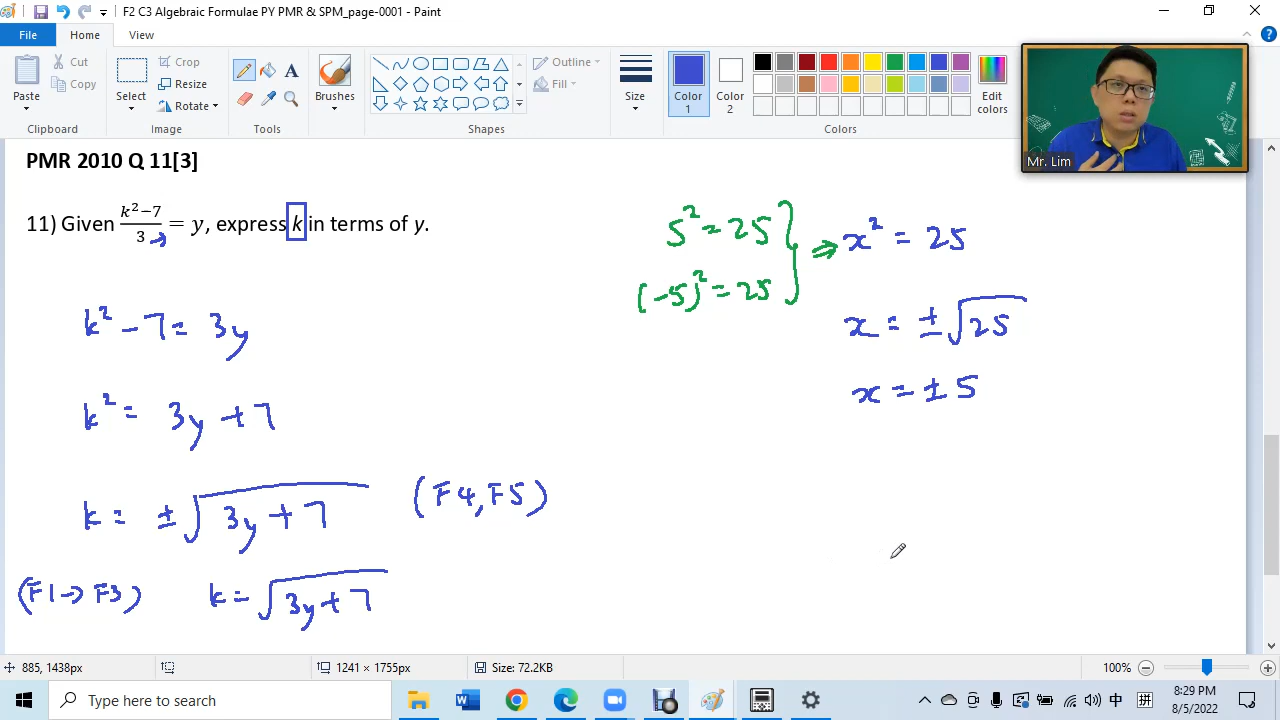 F2 C3 Algebraic Formulae PY PMR & SPM_page-0001 - Paint
File Home View
Paste Cut Copy Clipboard
Select Crop Resize Rotate Image
Tools
Brushes
Shapes
Outline Fill
Size
Color 1
Color 2
Edit colors
Colors
Mr. Lim
PMR 2010 Q 11[3]
11) Given (k²−7)/3 = y, express k in terms of y.
k² − 7 = 3y
k² = 3y + 7
k = ±√(3y + 7) (F4, F5)
(F1 → F3) k = √(3y + 7)
5² = 25
(−5)² = 25
⇒ x² = 25
x = ±√25
x = ± 5
885, 1438px 1241 × 1755px Size: 72.2KB 100%
Type here to search
中 拼 8:29 PM
8/5/2022